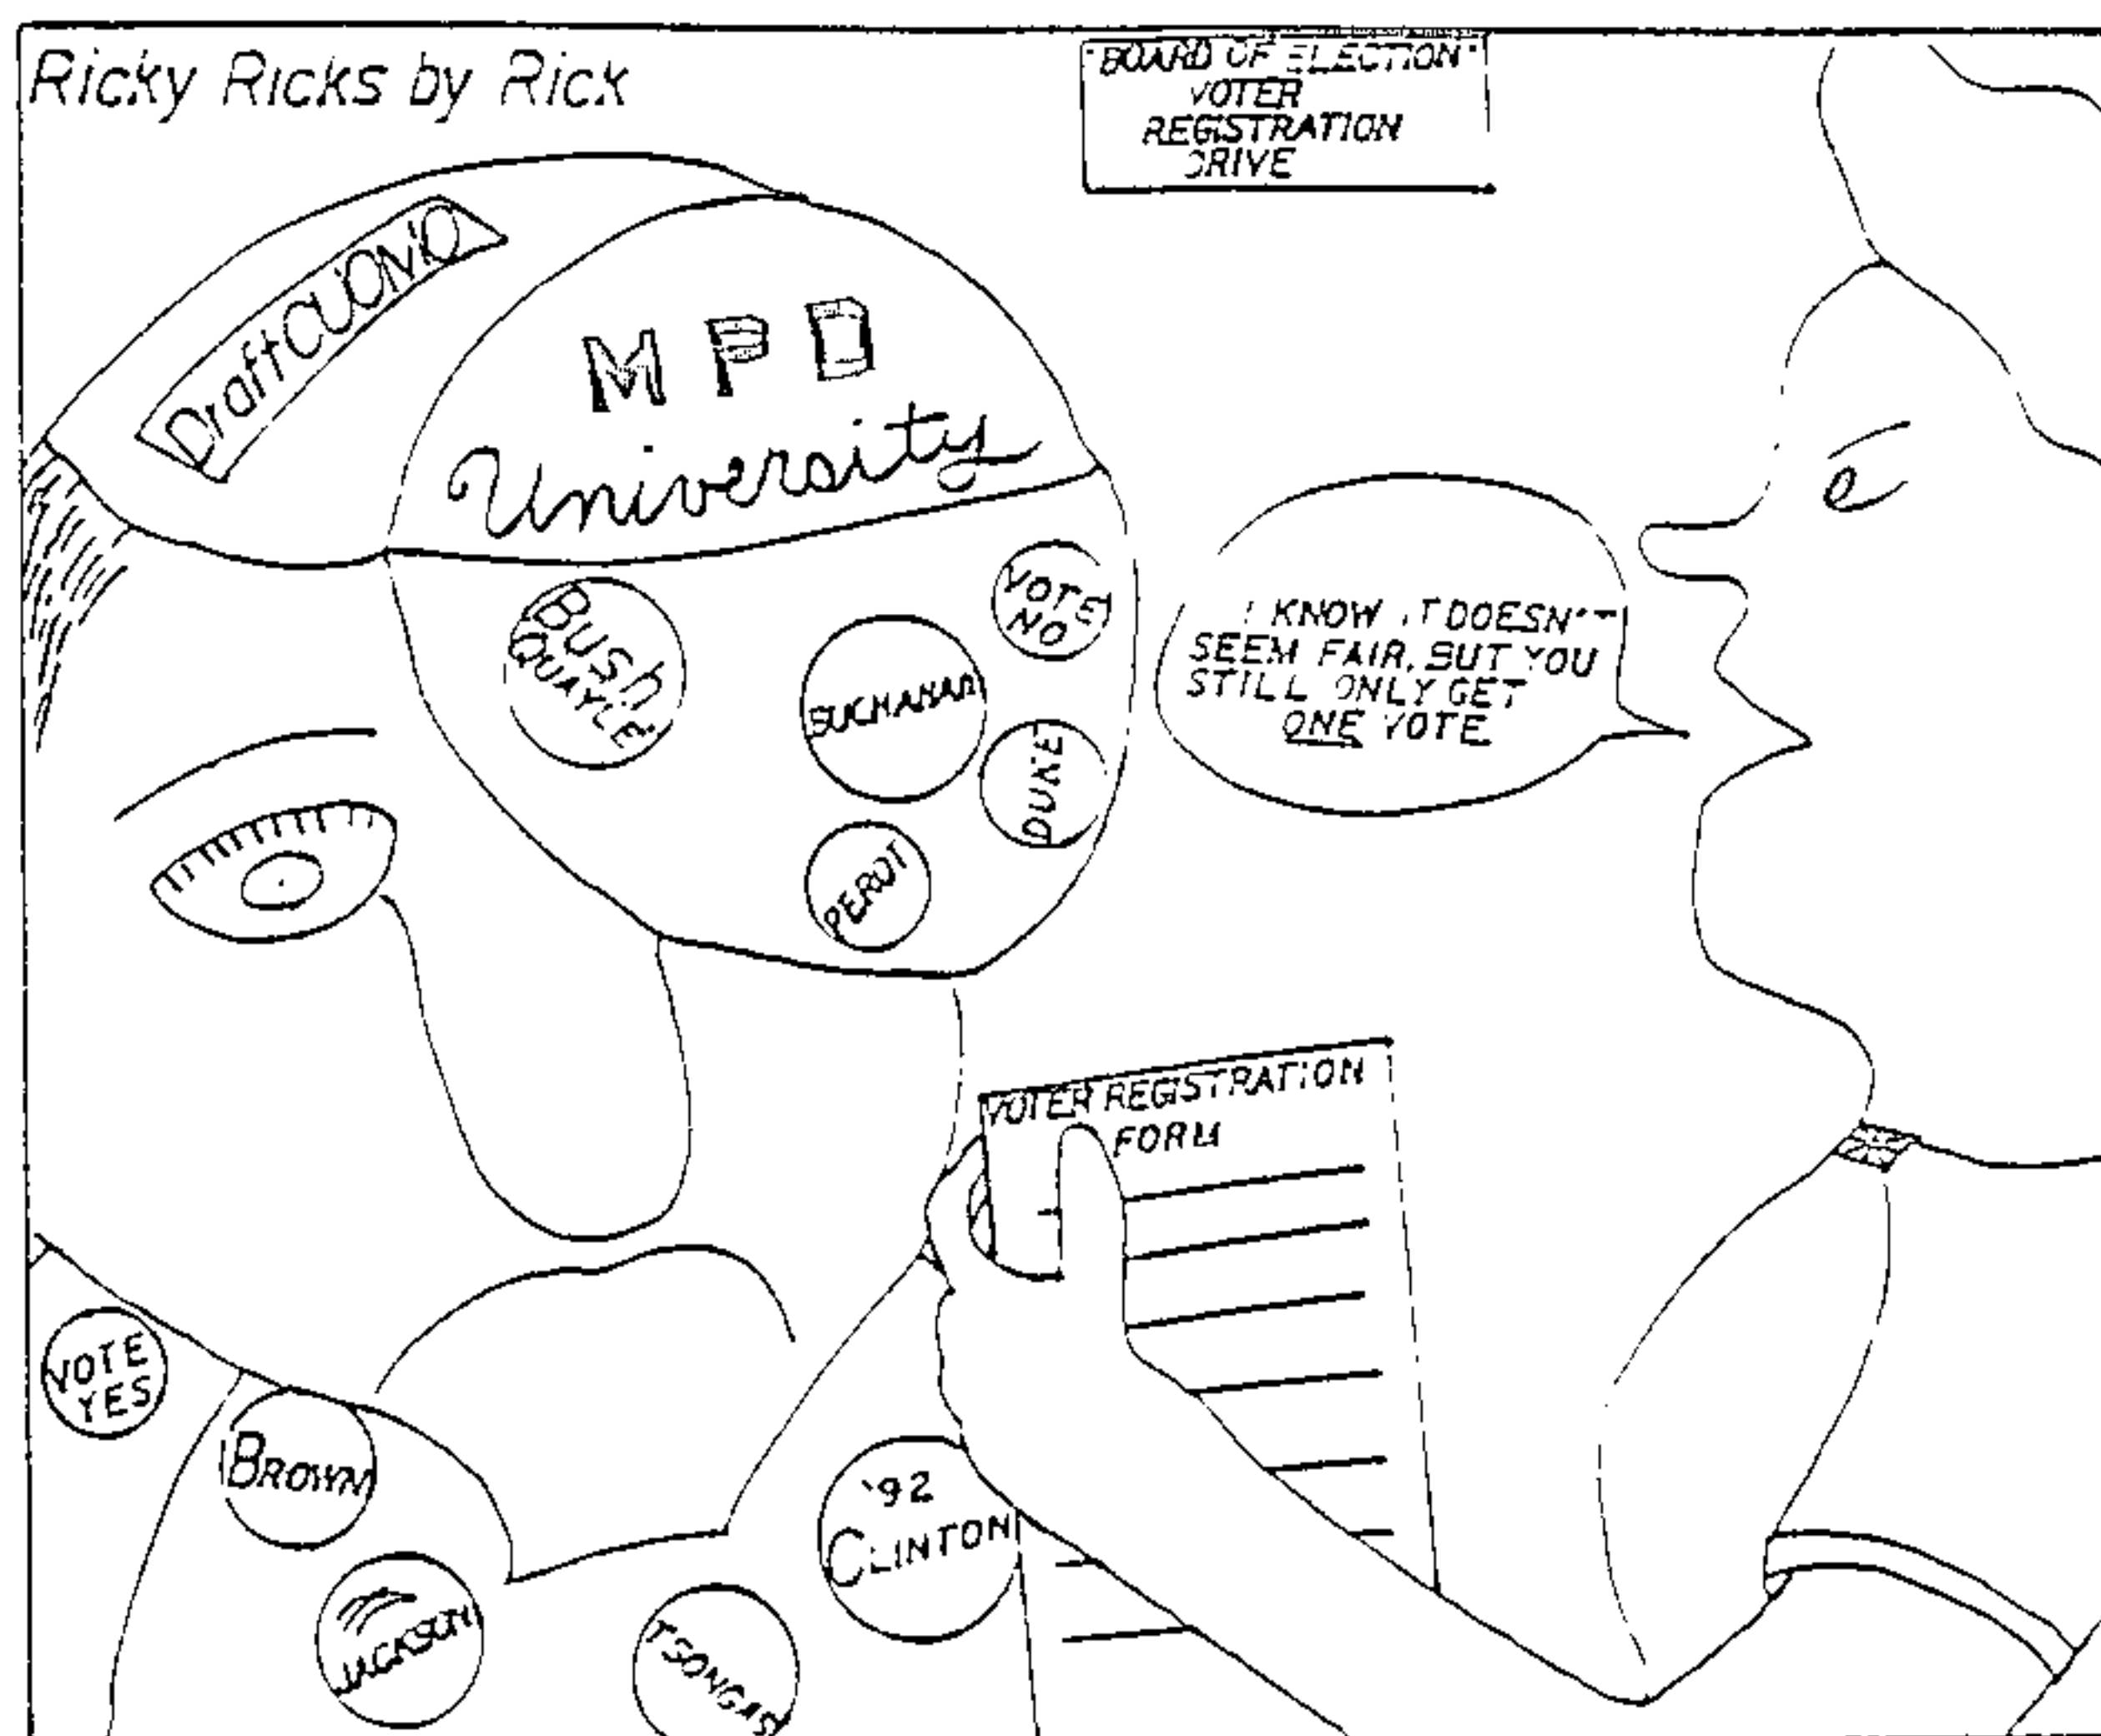 Ricky Ricks by Rick
"BOARD OF ELECTION"
VOTER
REGISTRATION
DRIVE
Draft CUOMO
MPD
University
VOTE
NO
Bush
QUAYLE
BUCHANAN
DUKE
PEROT
I KNOW IT DOESN'T
SEEM FAIR, BUT YOU
STILL ONLY GET
ONE VOTE
VOTER REGISTRATION
FORM
VOTE
YES
BROWN
'92
CLINTON
JACKSON
TSONGAS